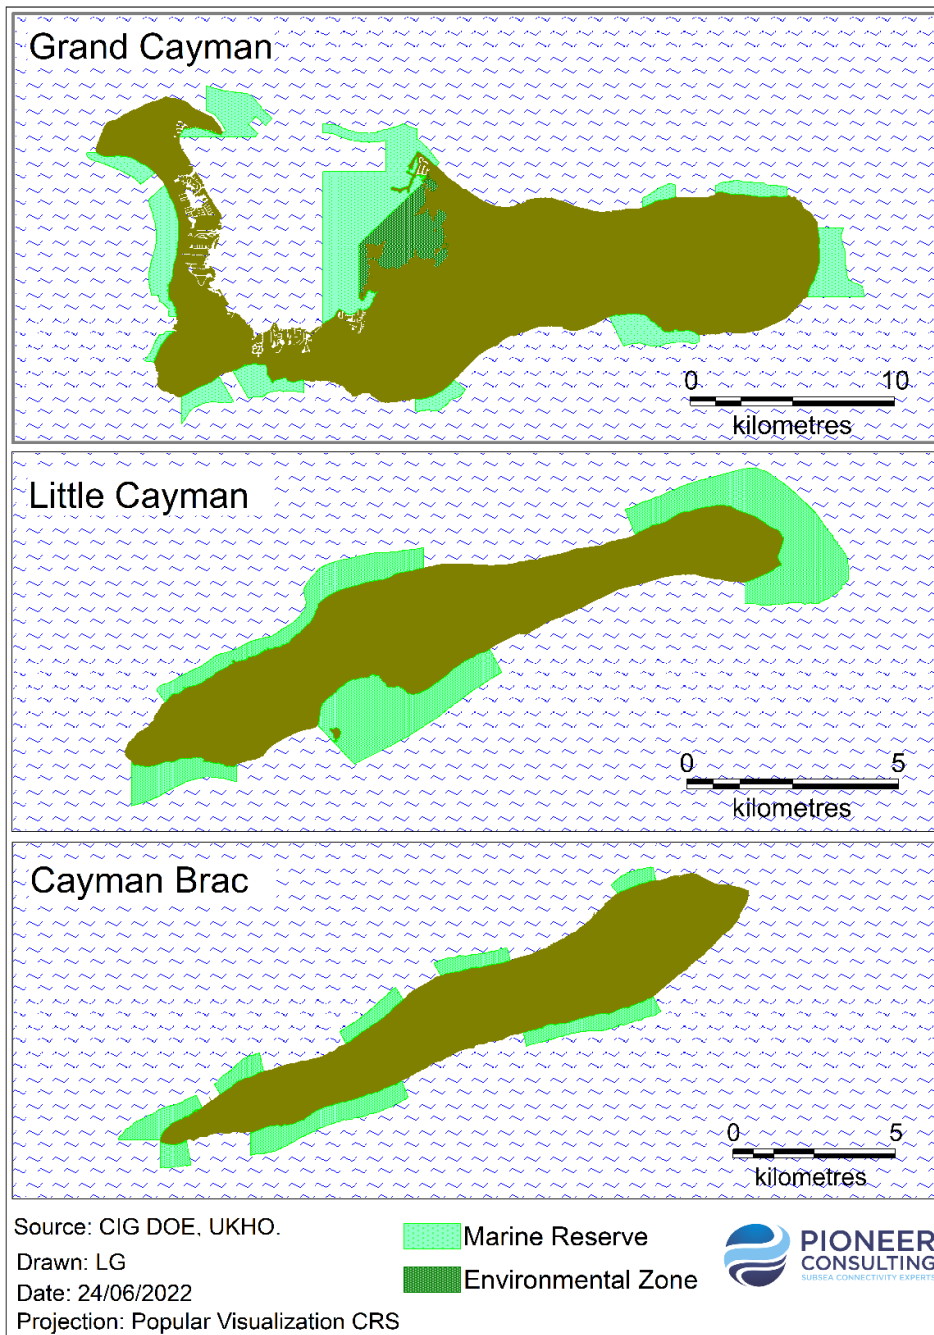 Grand Cayman
0 10
kilometres
Little Cayman
0 5
kilometres
Cayman Brac
0 5
kilometres
Source: CIG DOE, UKHO.
Drawn: LG
Date: 24/06/2022
Projection: Popular Visualization CRS
Marine Reserve
Environmental Zone
PIONEER
CONSULTING
SUBSEA CONNECTIVITY EXPERTS